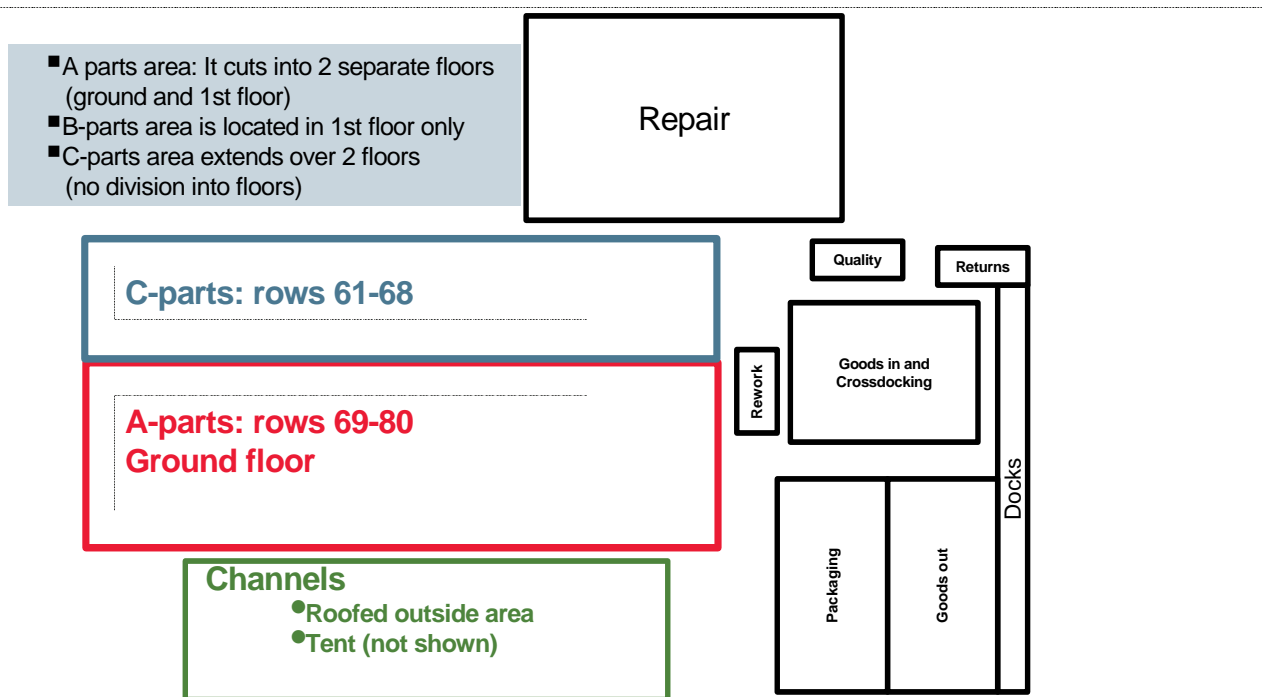 ▪A parts area: It cuts into 2 separate floors
(ground and 1st floor)
▪B-parts area is located in 1st floor only
▪C-parts area extends over 2 floors
(no division into floors)
Repair
C-parts: rows 61-68
Quality
Returns
Goods in and
Crossdocking
Rework
A-parts: rows 69-80
Ground floor
Docks
Packaging
Goods out
Channels
•Roofed outside area
•Tent (not shown)